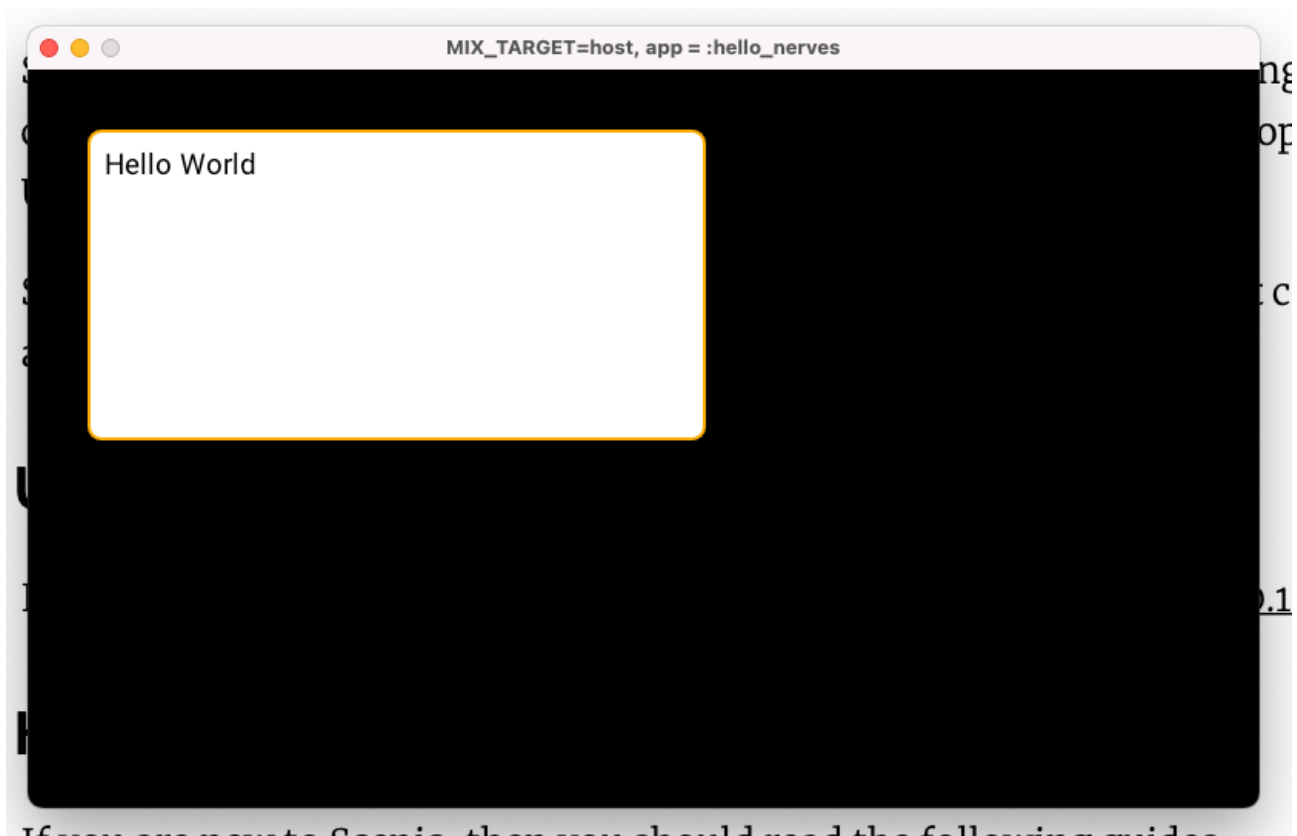 MIX_TARGET=host, app = :hello_nerves
Hello World
If you are new to Scenic, then you should read the following guides